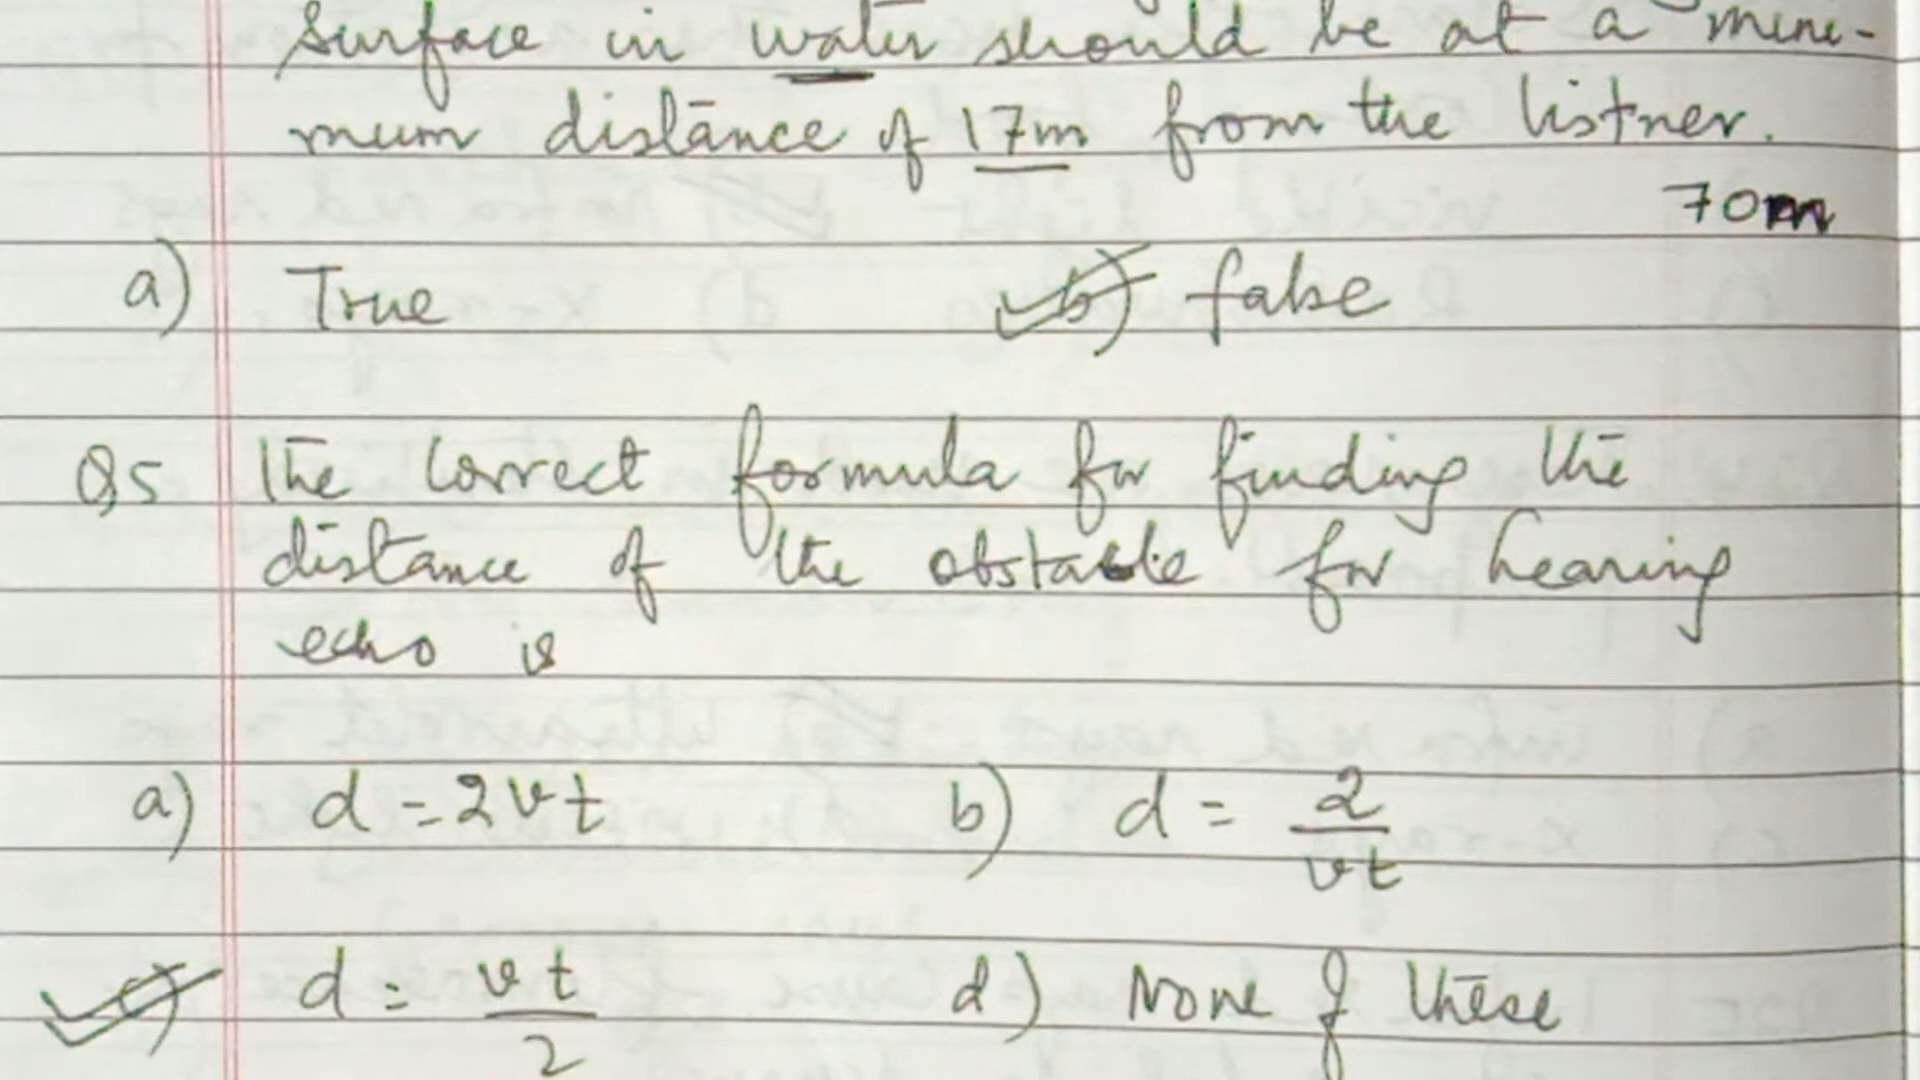 surface in water should be at a mini-
mum distance of 17m from the listner.
70m
a) True b) false
Q5 The correct formula for finding the
distance of the obstacle for hearing
echo is
a) d = 2vt b) d = 2/vt
c) d = vt/2 d) None of these